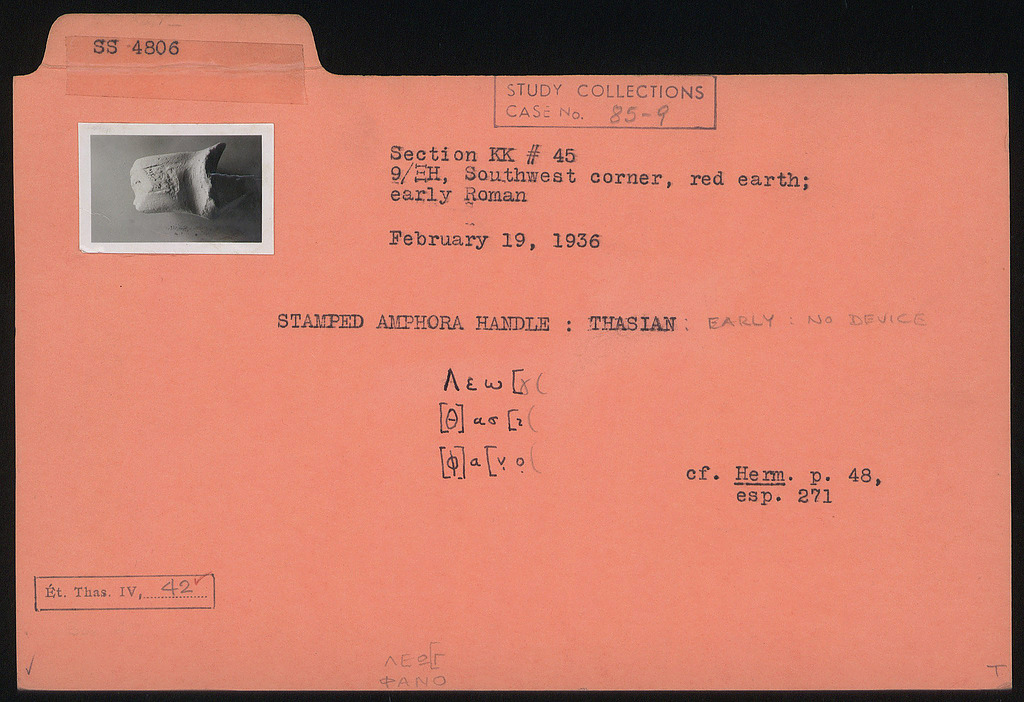 SS 4806
STUDY COLLECTIONS
CASE No. 85-9
Section KK # 45
9/ΞΗ, Southwest corner, red earth;
early Roman
February 19, 1936
STAMPED AMPHORA HANDLE : THASIAN : EARLY : NO DEVICE
Λεω[γ(
[Θ]ασ[ι(
[φ]α[νο(
cf. Herm. p. 48,
esp. 271
Ét. Thas. IV, 42
ΛΕΩΓ
ΦΑΝΟ
T